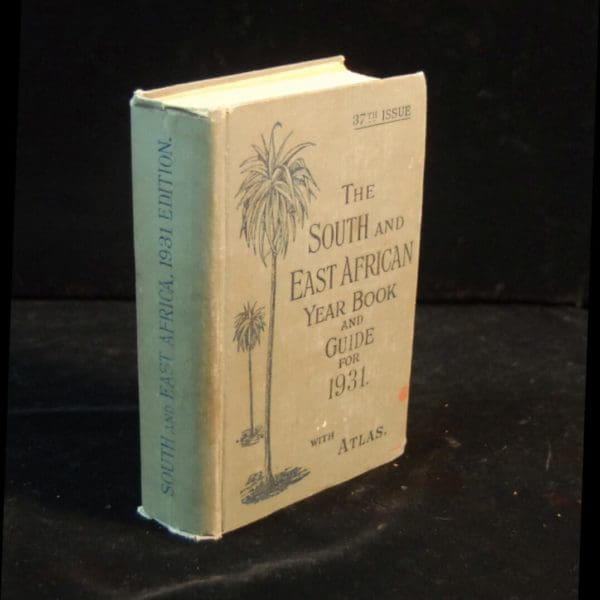 SOUTH AND EAST AFRICA, 1931 EDITION.
37TH ISSUE
THE
SOUTH AND
EAST AFRICAN
YEAR BOOK
AND
GUIDE
FOR
1931.
WITH ATLAS.